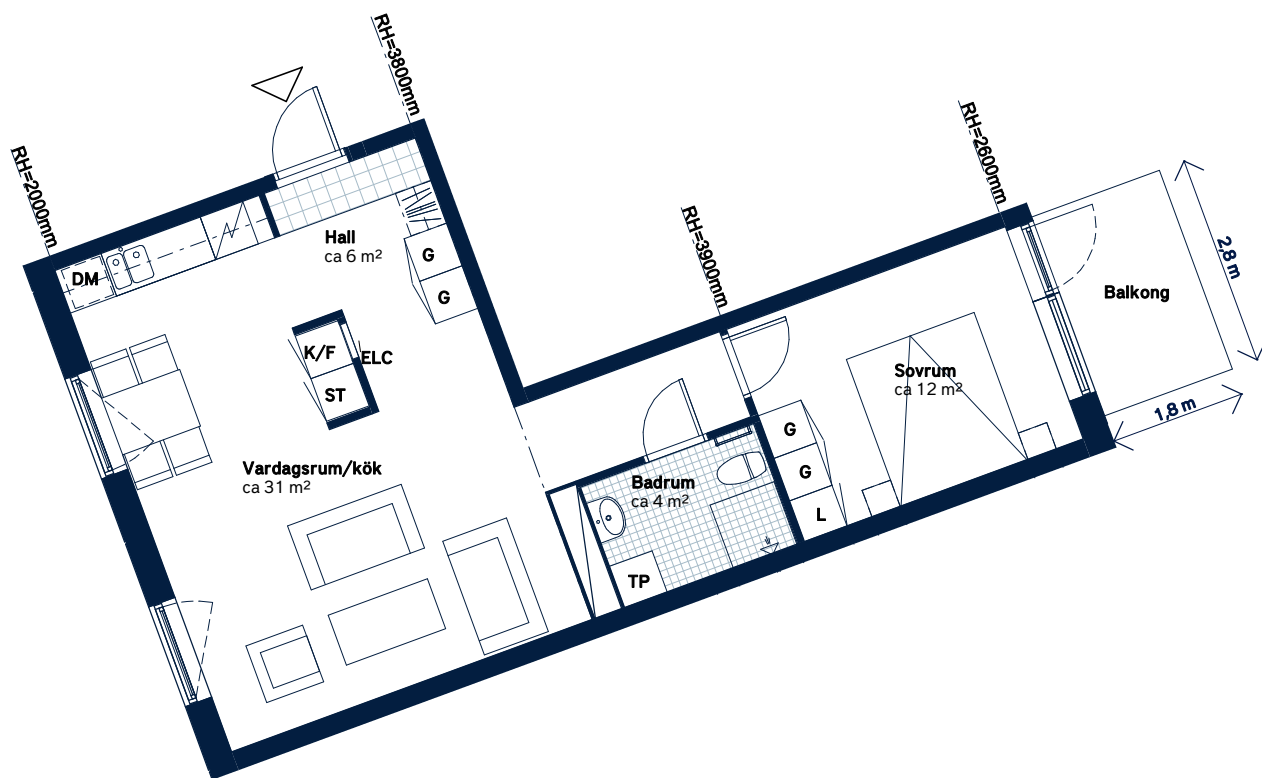 RH=3800mm
RH=2000mm
RH=2600mm
RH=3900mm
Hall
ca 6 m²
DM
G
G
K/F
ELC
ST
Vardagsrum/kök
ca 31 m²
Badrum
ca 4 m²
TP
G
G
L
Sovrum
ca 12 m²
Balkong
2,8 m
1,8 m